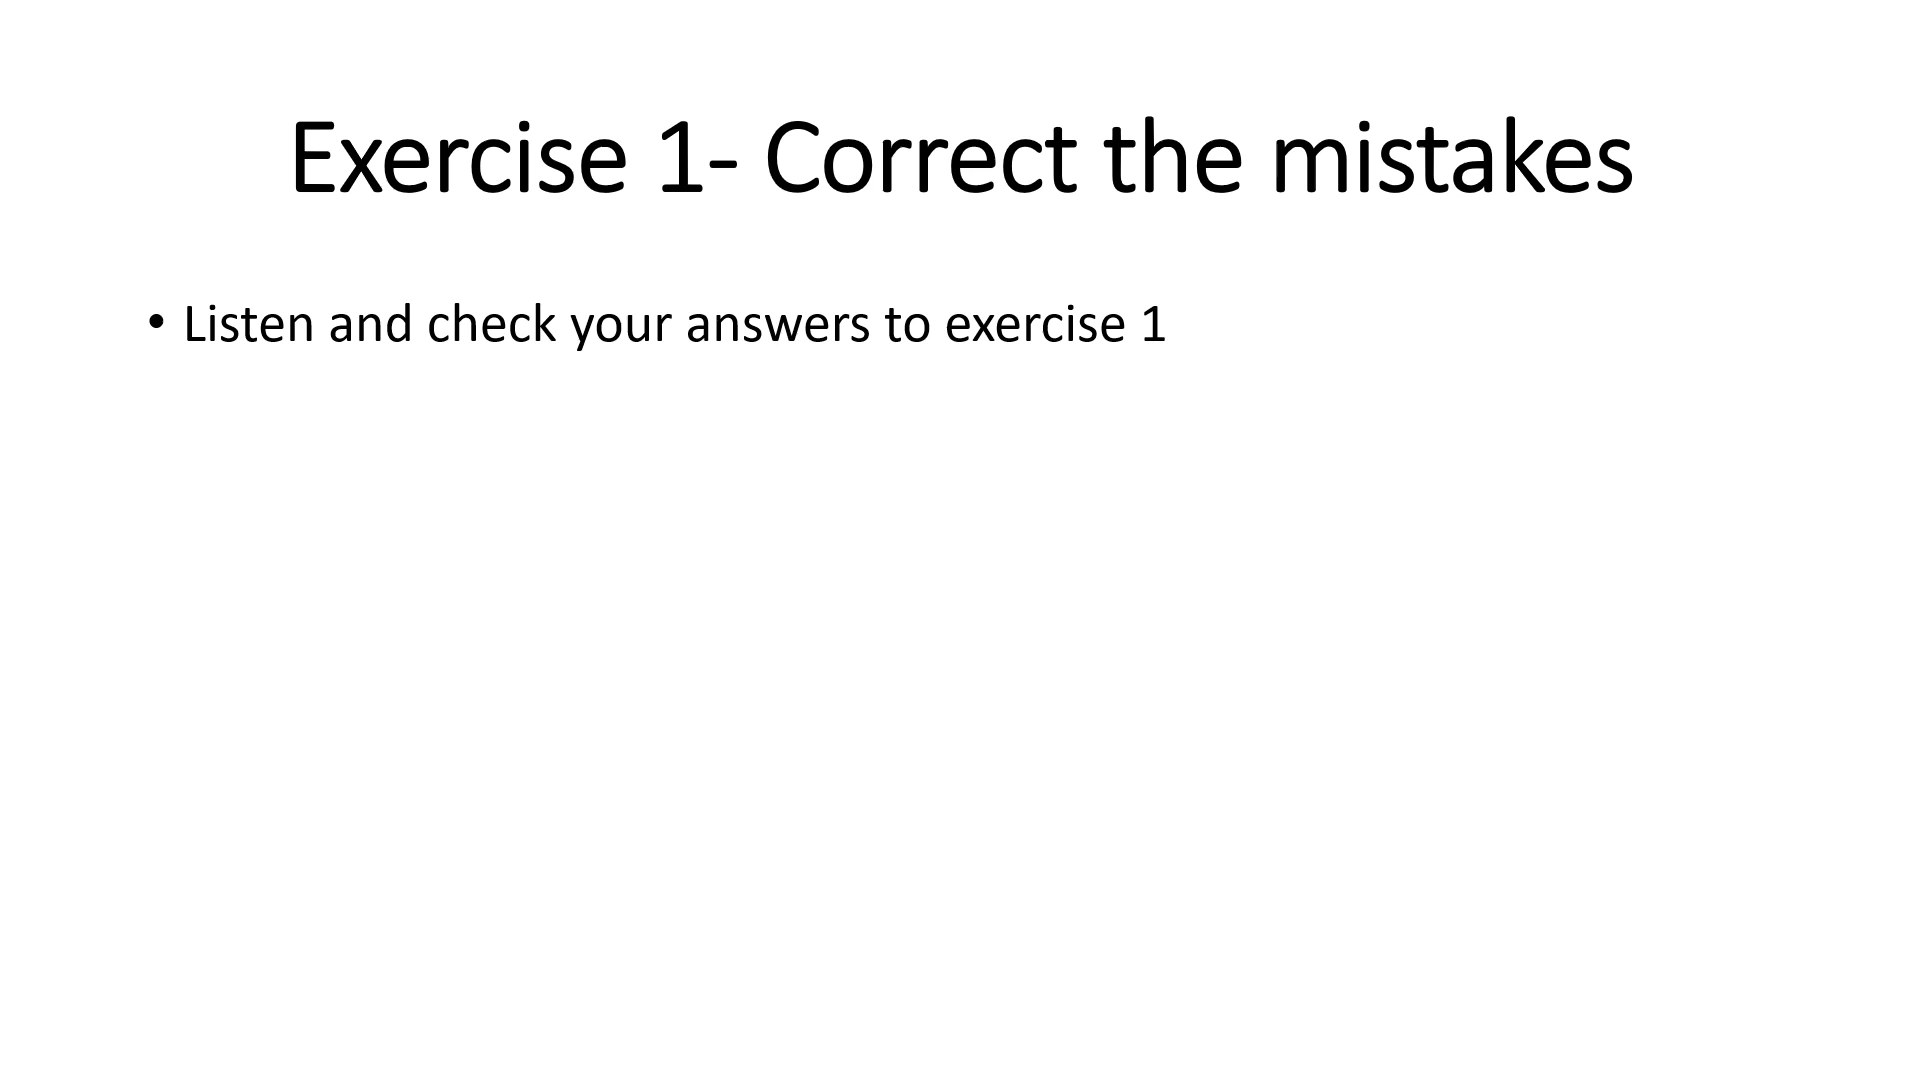 Exercise 1- Correct the mistakes
• Listen and check your answers to exercise 1